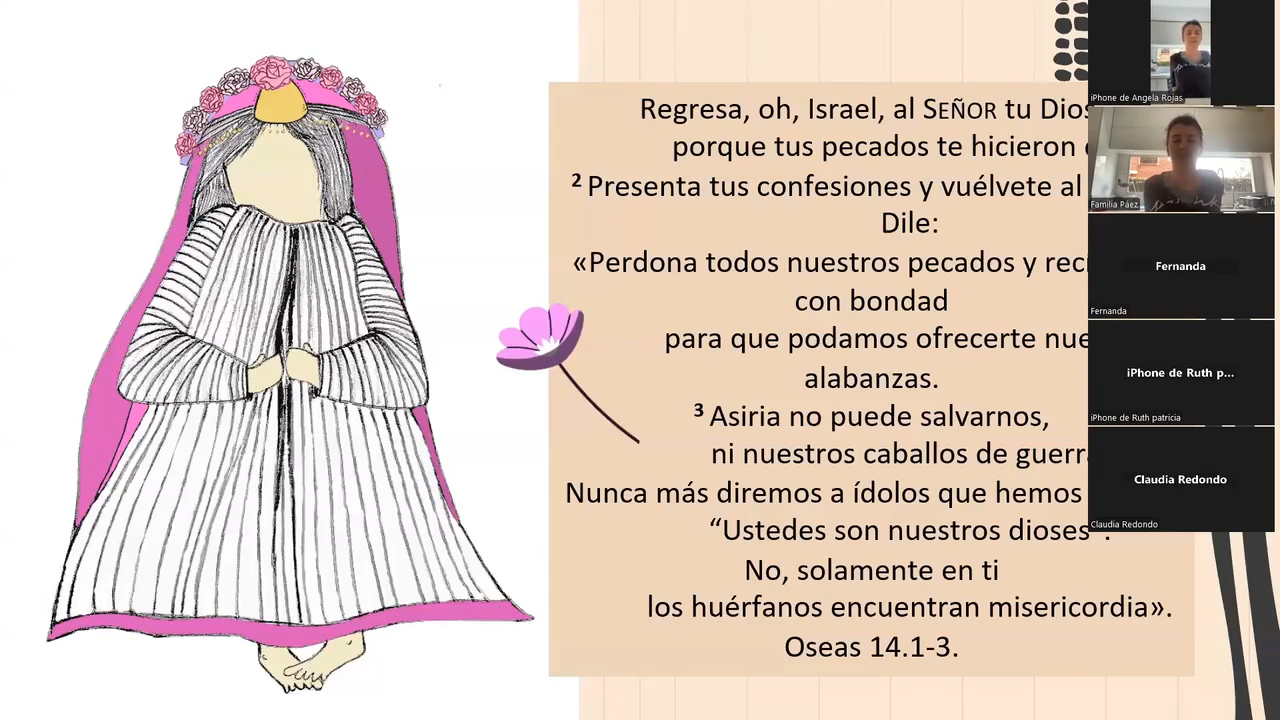 Regresa, oh, Israel, al SEÑOR tu Dios
porque tus pecados te hicieron
² Presenta tus confesiones y vuélvete al
Dile:
«Perdona todos nuestros pecados y
con bondad
para que podamos ofrecerte
alabanzas.
³ Asiria no puede salvarnos,
ni nuestros caballos de
Nunca más diremos a ídolos que hemos
“Ustedes son nuestros dioses”.
No, solamente en ti
los huérfanos encuentran misericordia».
Oseas 14.1-3.
iPhone de Angela Rojas
Familia Páez
Fernanda
Fernanda
iPhone de Ruth p...
iPhone de Ruth patricia
Claudia Redondo
Claudia Redondo